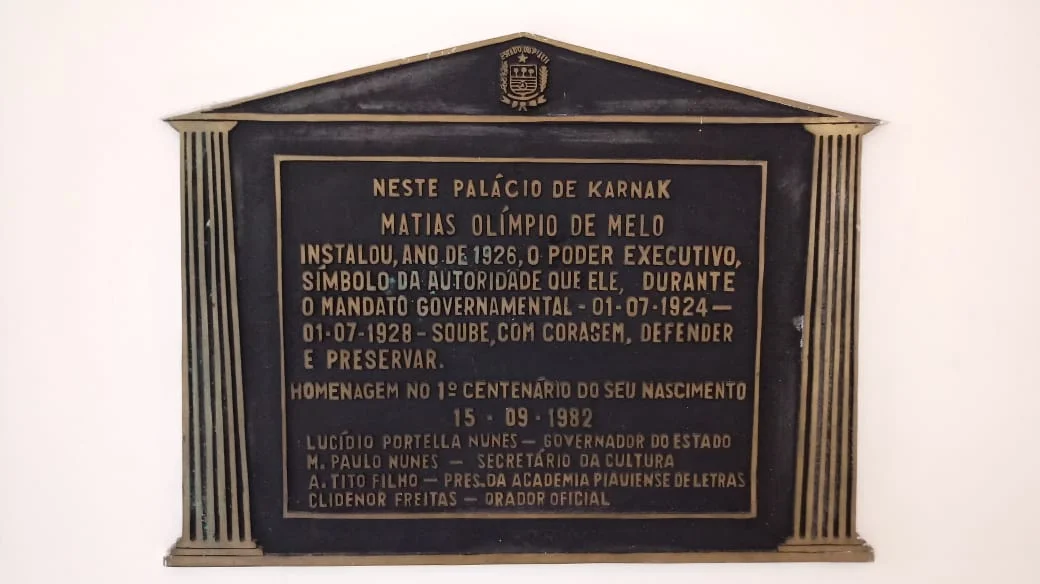 ESTADO DO PIAUÍ
NESTE PALÁCIO DE KARNAK
MATIAS OLÍMPIO DE MELO
INSTALOU, ANO DE 1926, O PODER EXECUTIVO,
SÍMBOLO DA AUTORIDADE QUE ELE, DURANTE
O MANDATO GOVERNAMENTAL - 01-07-1924 —
01-07-1928 - SOUBE, COM CORAGEM, DEFENDER
E PRESERVAR.
HOMENAGEM NO 1º CENTENÁRIO DO SEU NASCIMENTO
15 - 09 - 1982
LUCÍDIO PORTELLA NUNES — GOVERNADOR DO ESTADO
M. PAULO NUNES — SECRETÁRIO DA CULTURA
A. TITO FILHO — PRES. DA ACADEMIA PIAUIENSE DE LETRAS
CLIDENOR FREITAS — ORADOR OFICIAL